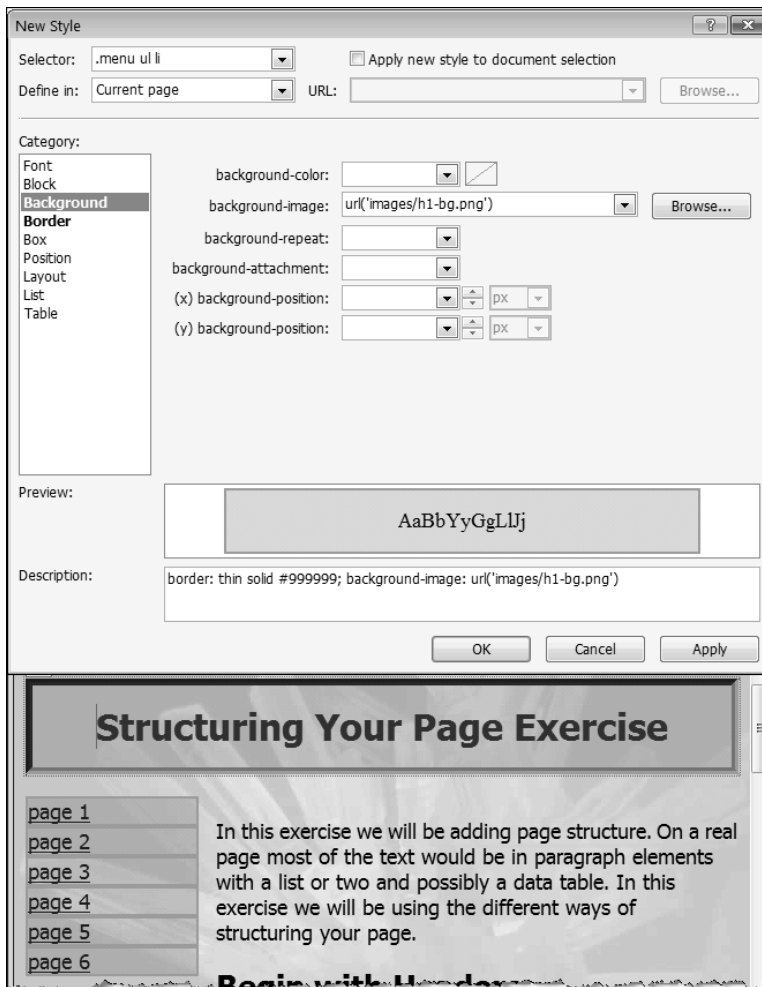 New Style
Selector: .menu ul li Apply new style to document selection
Define in: Current page URL: Browse...
Category:
Font
Block
Background
Border
Box
Position
Layout
List
Table
background-color:
background-image: url('images/h1-bg.png') Browse...
background-repeat:
background-attachment:
(x) background-position: px
(y) background-position: px
Preview:
AaBbYyGgLlJj
Description:
border: thin solid #999999; background-image: url('images/h1-bg.png')
OK Cancel Apply
Structuring Your Page Exercise
page 1
page 2
page 3
page 4
page 5
page 6
In this exercise we will be adding page structure. On a real
page most of the text would be in paragraph elements
with a list or two and possibly a data table. In this
exercise we will be using the different ways of
structuring your page.
Begin with